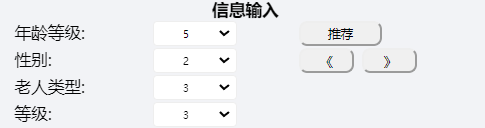 信息输入
年龄等级: 5 推荐
性别: 2 《 》
老人类型: 3
等级: 3